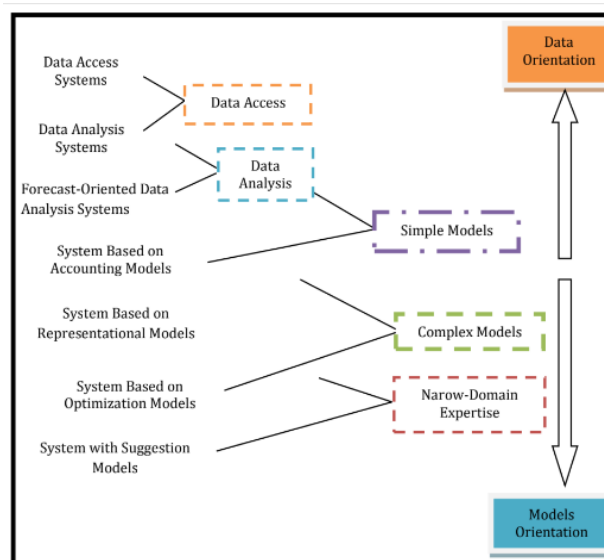 Data Access
Systems
Data Analysis
Systems
Forecast-Oriented Data
Analysis Systems
System Based on
Accounting Models
System Based on
Representational Models
System Based on
Optimization Models
System with Suggestion
Models
Data Access
Data
Analysis
Simple Models
Complex Models
Narow-Domain
Expertise
Data
Orientation
Models
Orientation